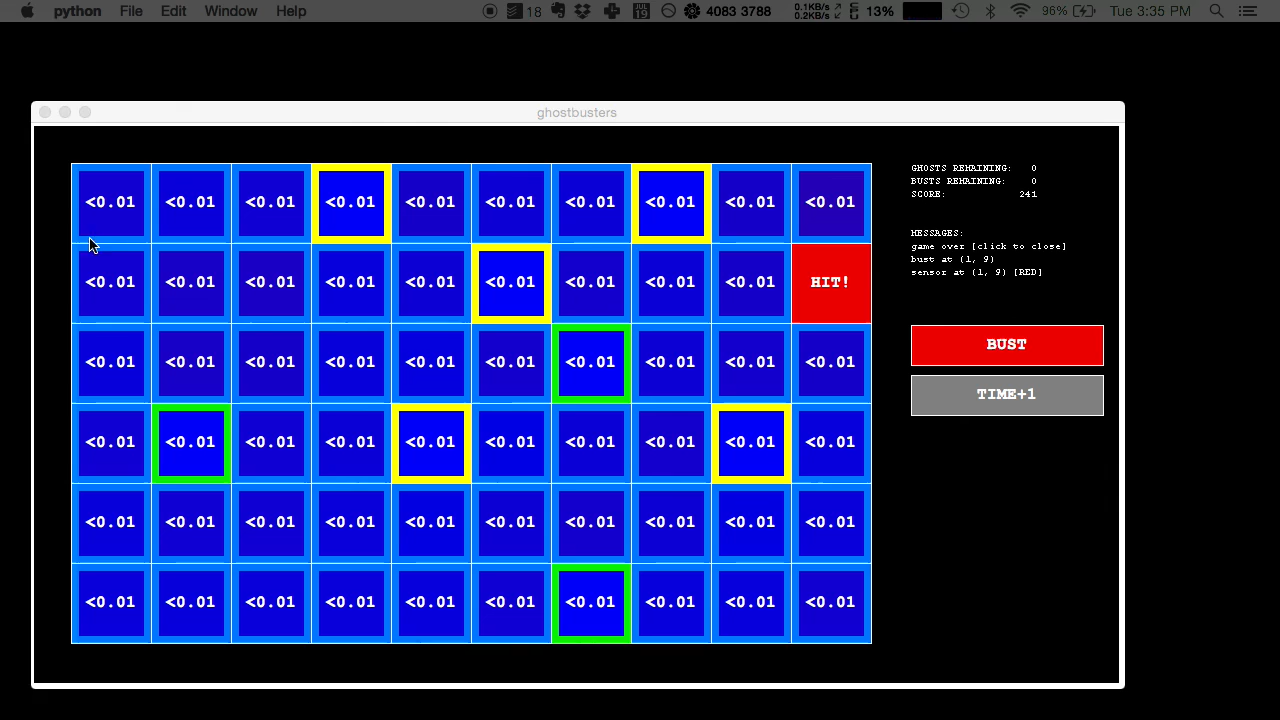 python File Edit Window Help 18 JUL 19 4083 3788 0.1KB/s 0.2KB/s 13% 96% Tue 3:35 PM
ghostbusters
<0.01 <0.01 <0.01 <0.01 <0.01 <0.01 <0.01 <0.01 <0.01 <0.01
<0.01 <0.01 <0.01 <0.01 <0.01 <0.01 <0.01 <0.01 <0.01 HIT!
<0.01 <0.01 <0.01 <0.01 <0.01 <0.01 <0.01 <0.01 <0.01 <0.01
<0.01 <0.01 <0.01 <0.01 <0.01 <0.01 <0.01 <0.01 <0.01 <0.01
<0.01 <0.01 <0.01 <0.01 <0.01 <0.01 <0.01 <0.01 <0.01 <0.01
<0.01 <0.01 <0.01 <0.01 <0.01 <0.01 <0.01 <0.01 <0.01 <0.01
GHOSTS REMAINING: 0
BUSTS REMAINING: 0
SCORE: 241
MESSAGES:
game over [click to close]
bust at (1, 9)
sensor at (1, 9) [RED]
BUST
TIME+1